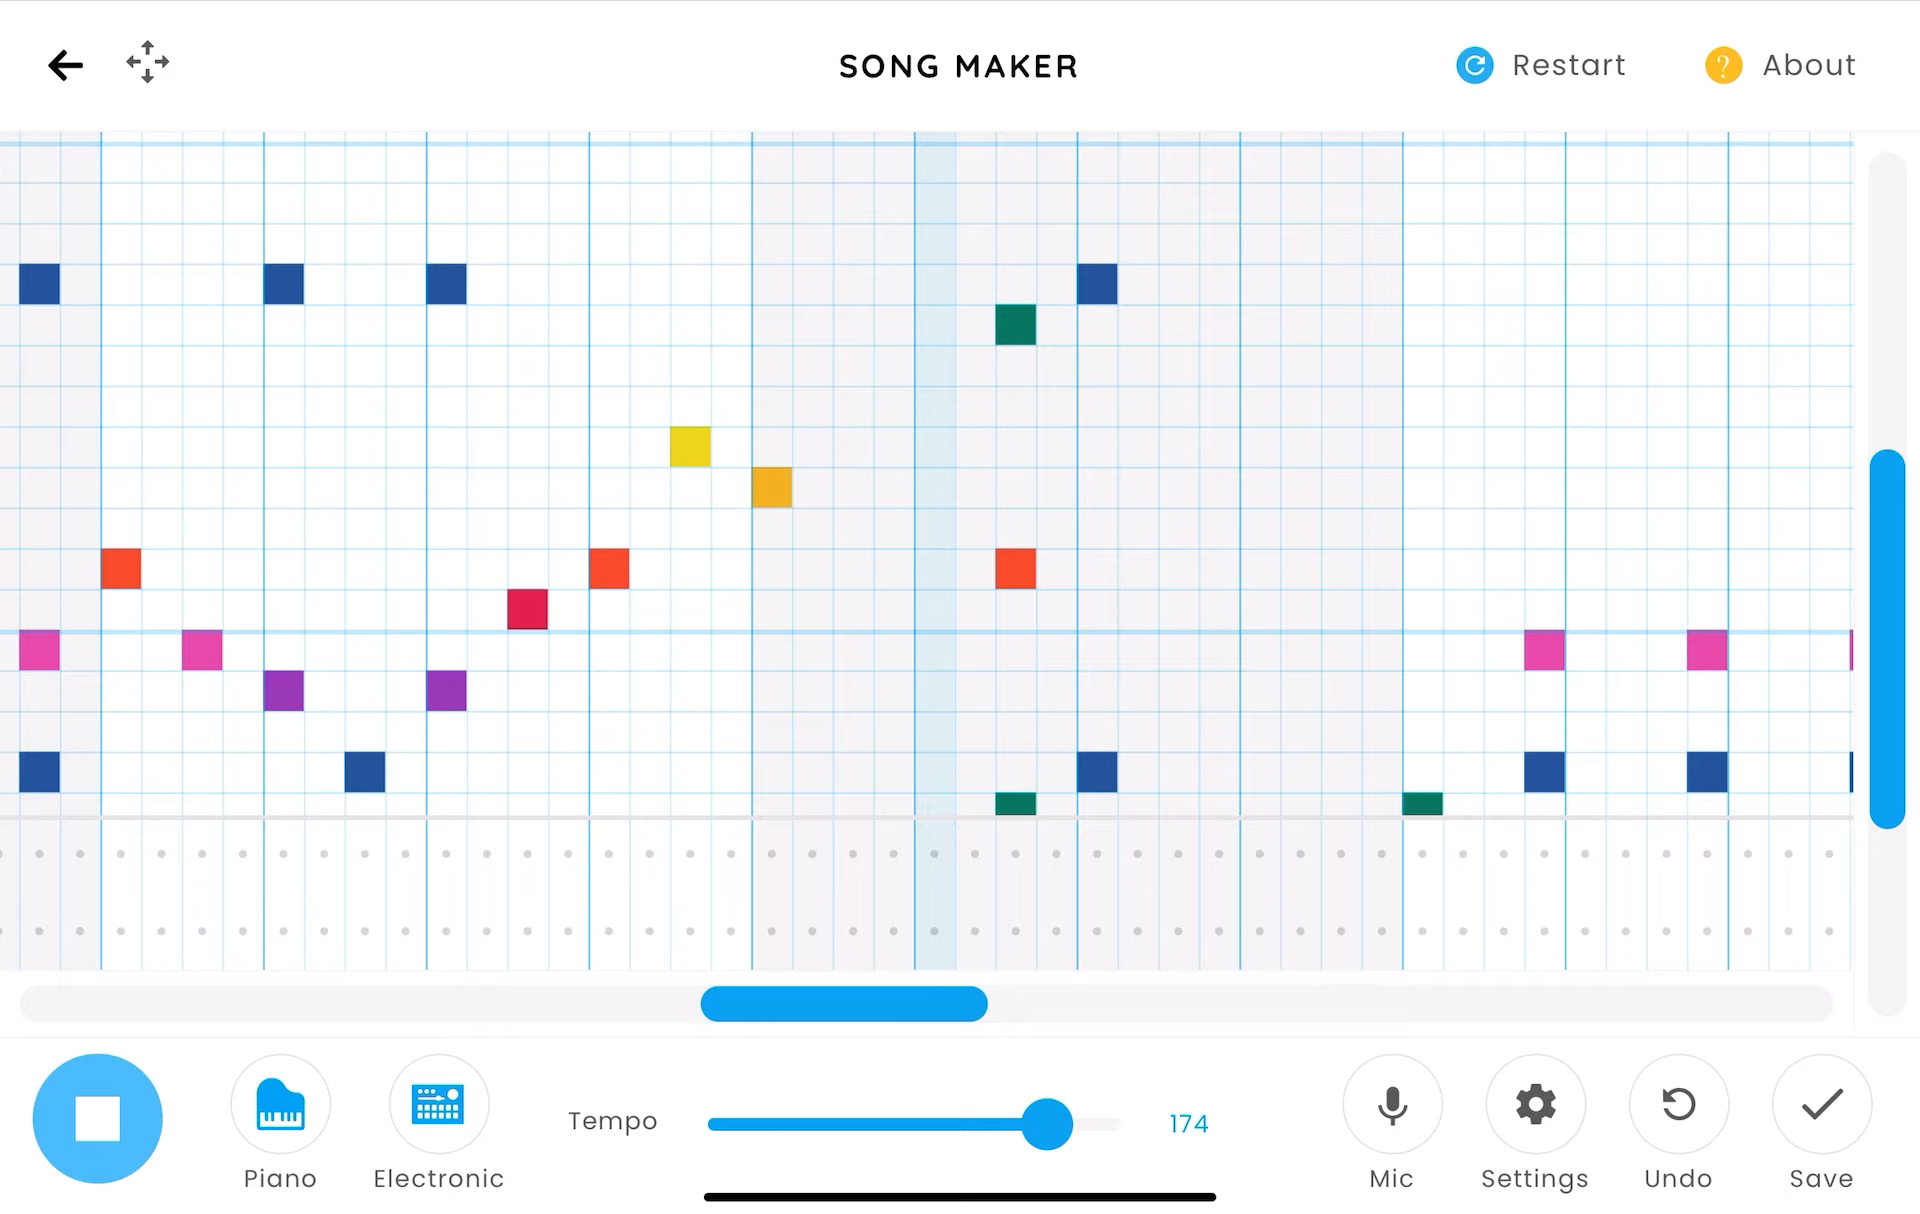 SONG MAKER
Restart
About
Tempo
174
Piano
Electronic
Mic
Settings
Undo
Save